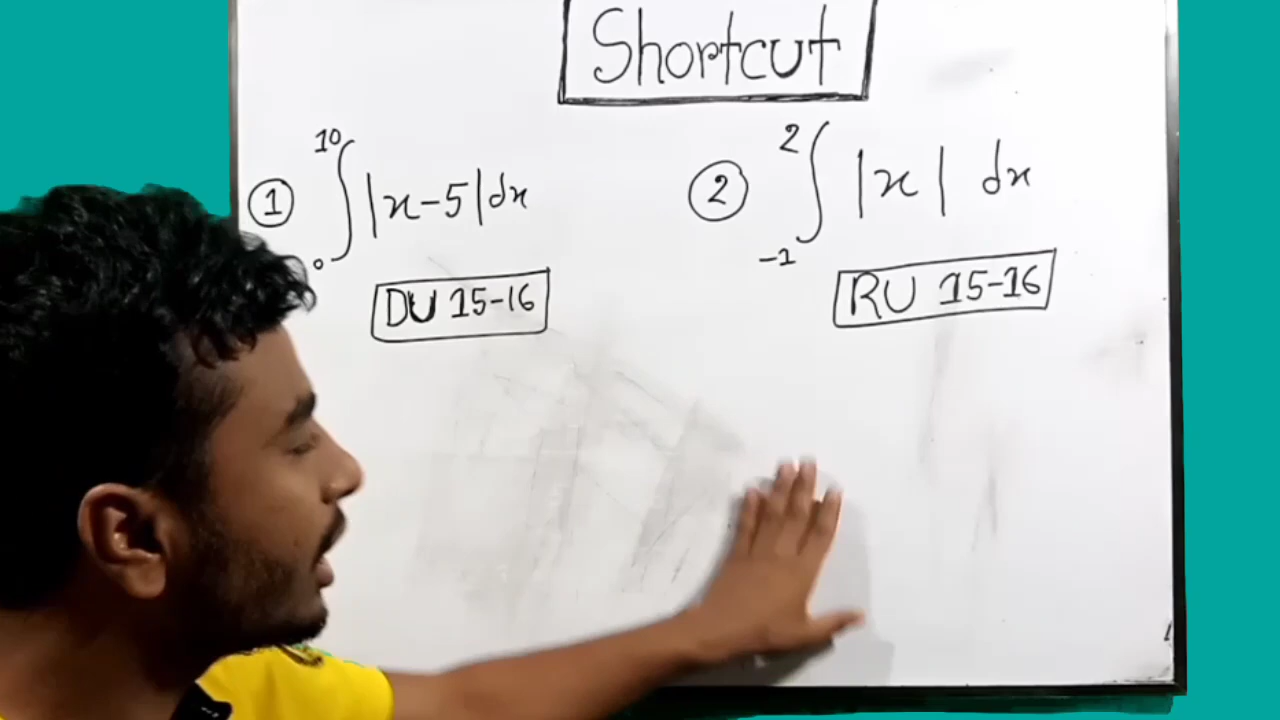 Shortcut
① ∫₀¹⁰ |x-5|dx
DU 15-16
② ∫₋₁² |x| dx
RU 15-16